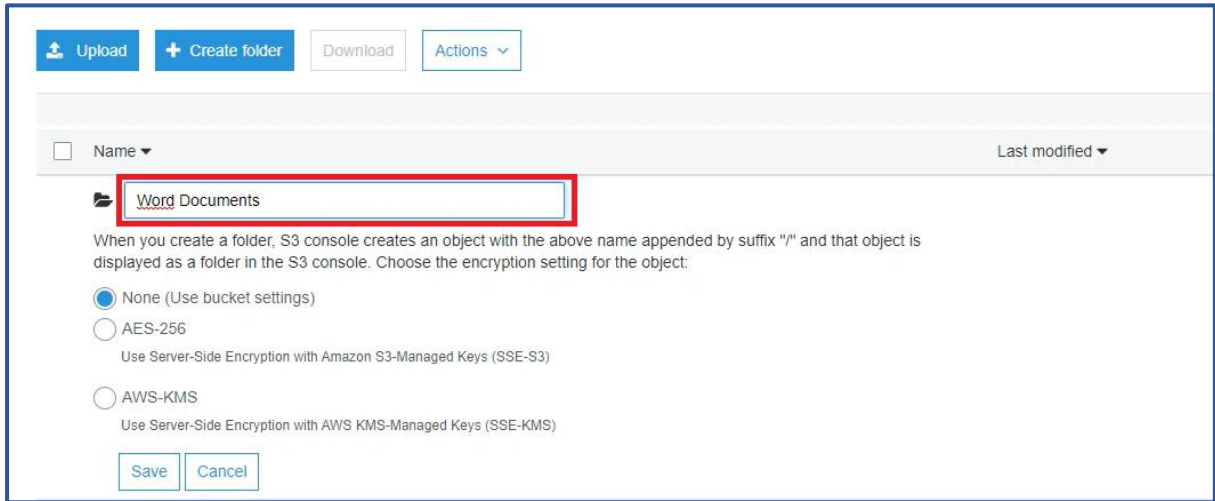 Upload
Create folder
Download
Actions
Name
Last modified
Word Documents
When you create a folder, S3 console creates an object with the above name appended by suffix "/" and that object is
displayed as a folder in the S3 console. Choose the encryption setting for the object:
None (Use bucket settings)
AES-256
Use Server-Side Encryption with Amazon S3-Managed Keys (SSE-S3)
AWS-KMS
Use Server-Side Encryption with AWS KMS-Managed Keys (SSE-KMS)
Save
Cancel